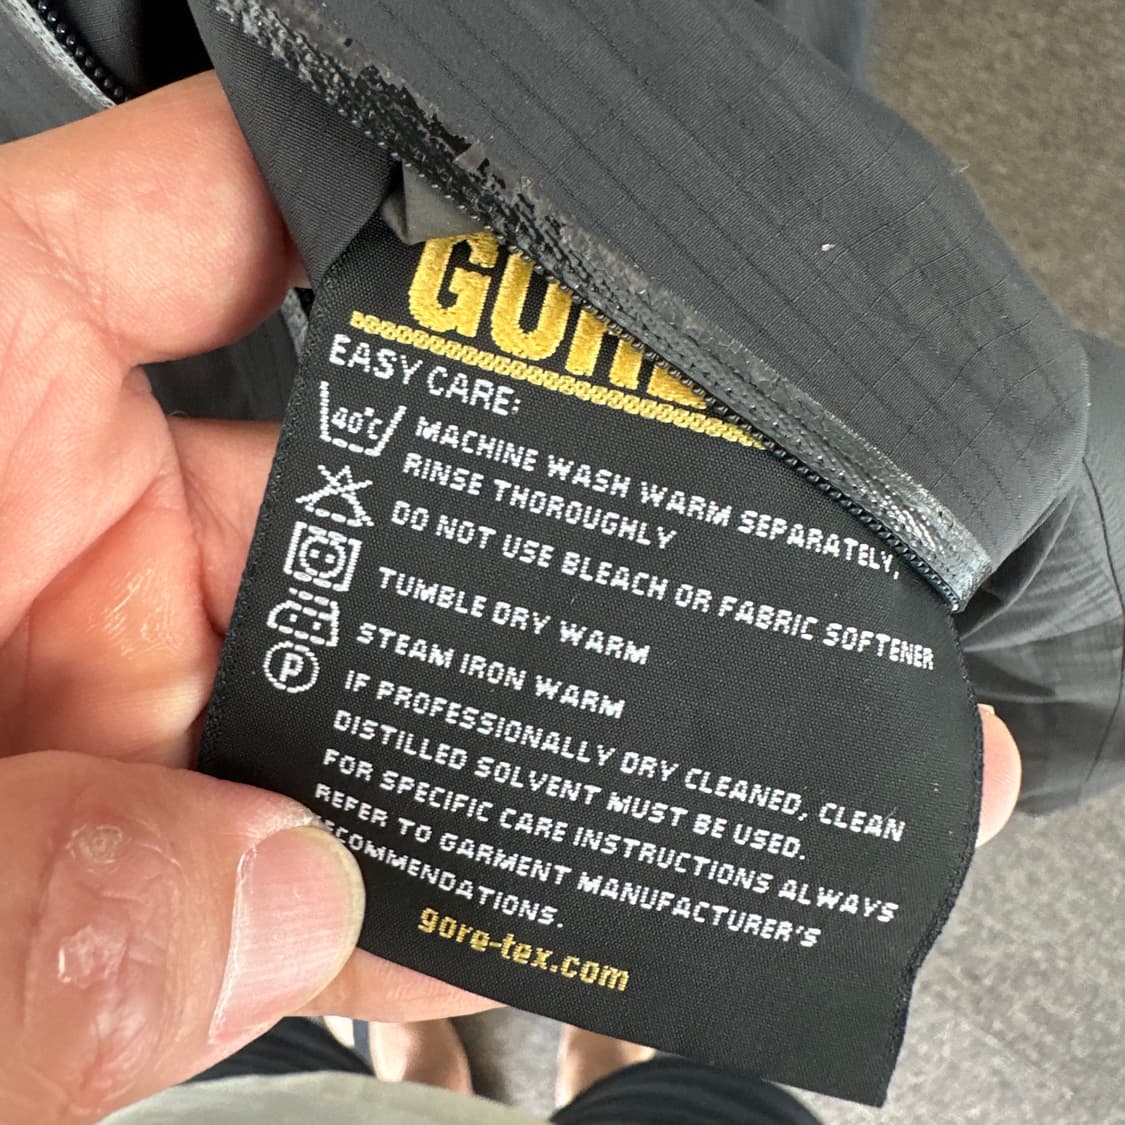 GORE
EASY CARE:
40°C
MACHINE WASH WARM SEPARATELY,
RINSE THOROUGHLY
DO NOT USE BLEACH OR FABRIC SOFTENER
TUMBLE DRY WARM
STEAM IRON WARM
P
IF PROFESSIONALLY DRY CLEANED, CLEAN
DISTILLED SOLVENT MUST BE USED.
FOR SPECIFIC CARE INSTRUCTIONS ALWAYS
REFER TO GARMENT MANUFACTURER'S
RECOMMENDATIONS.
gore-tex.com